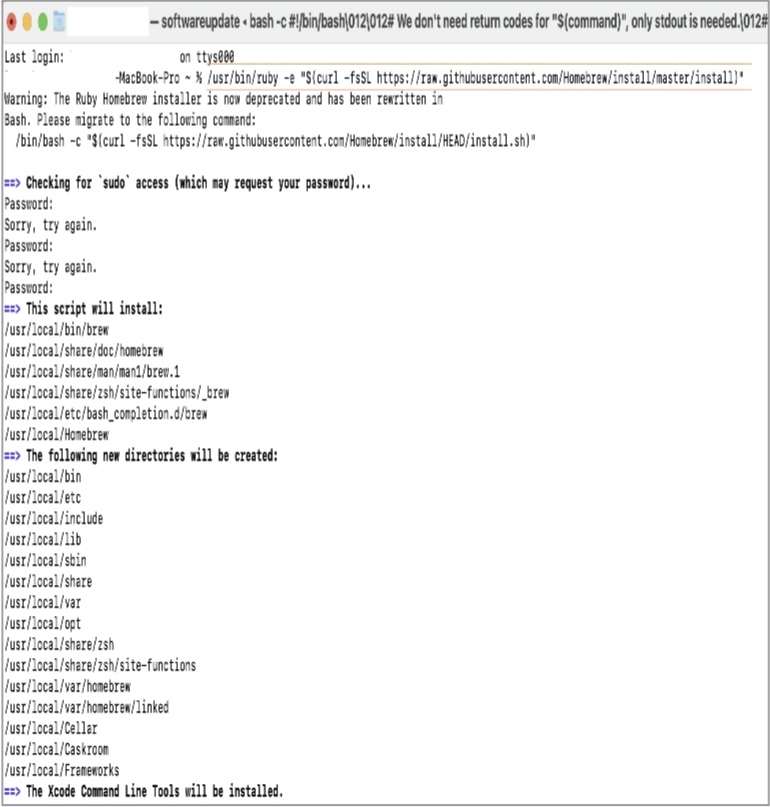 — softwareupdate ◂ bash -c #!/bin/bash\012\012# We don't need return codes for "$(command)", only stdout is needed.\012#
Last login: on ttys000
-MacBook-Pro ~ % /usr/bin/ruby -e "$(curl -fsSL https://raw.githubusercontent.com/Homebrew/install/master/install)"
Warning: The Ruby Homebrew installer is now deprecated and has been rewritten in
Bash. Please migrate to the following command:
/bin/bash -c "$(curl -fsSL https://raw.githubusercontent.com/Homebrew/install/HEAD/install.sh)"
==> Checking for `sudo` access (which may request your password)...
Password:
Sorry, try again.
Password:
Sorry, try again.
Password:
==> This script will install:
/usr/local/bin/brew
/usr/local/share/doc/homebrew
/usr/local/share/man/man1/brew.1
/usr/local/share/zsh/site-functions/_brew
/usr/local/etc/bash_completion.d/brew
/usr/local/Homebrew
==> The following new directories will be created:
/usr/local/bin
/usr/local/etc
/usr/local/include
/usr/local/lib
/usr/local/sbin
/usr/local/share
/usr/local/var
/usr/local/opt
/usr/local/share/zsh
/usr/local/share/zsh/site-functions
/usr/local/var/homebrew
/usr/local/var/homebrew/linked
/usr/local/Cellar
/usr/local/Caskroom
/usr/local/Frameworks
==> The Xcode Command Line Tools will be installed.